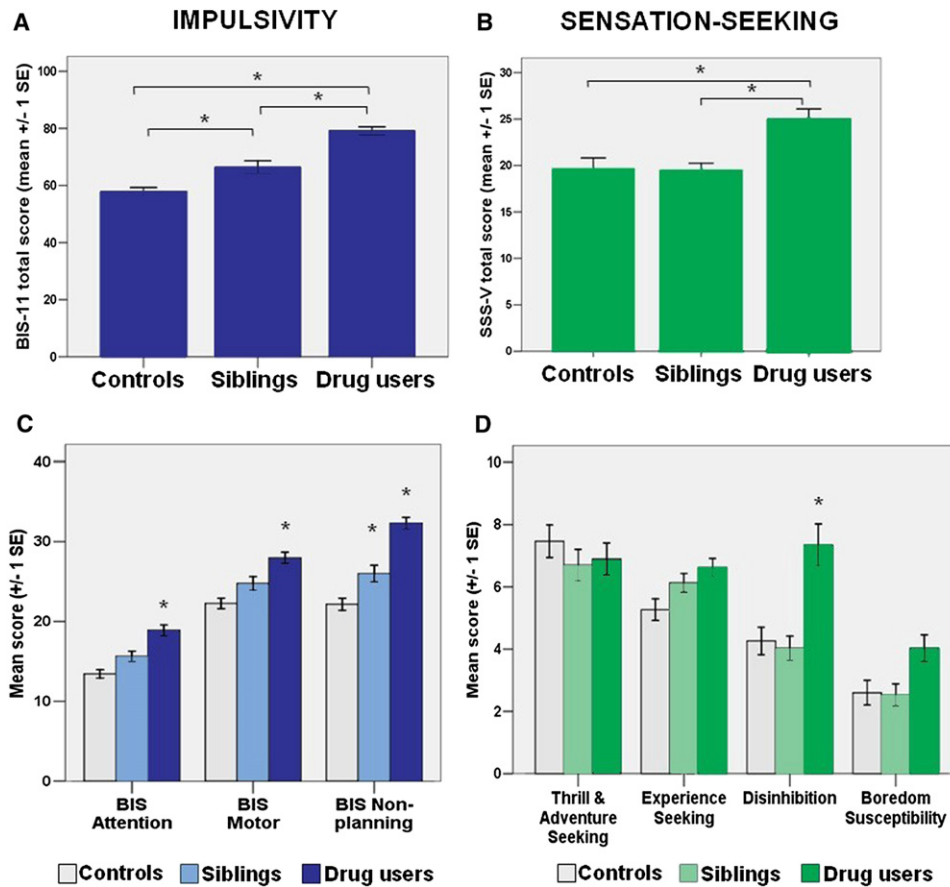 A
IMPULSIVITY
BIS-11 total score (mean +/- 1 SE)
100
80
60
40
20
0
*
*
*
Controls
Siblings
Drug users
B
SENSATION-SEEKING
SSS-V total score (mean +/- 1 SE)
30
25
20
15
10
5
0
*
*
Controls
Siblings
Drug users
C
Mean score (+/- 1 SE)
40
30
20
10
0
*
*
*
*
BIS
Attention
BIS
Motor
BIS Non-
planning
Controls
Siblings
Drug users
D
Mean score (+/- 1 SE)
10
8
6
4
2
0
*
Thrill &
Adventure
Seeking
Experience
Seeking
Disinhibition
Boredom
Susceptibility
Controls
Siblings
Drug users